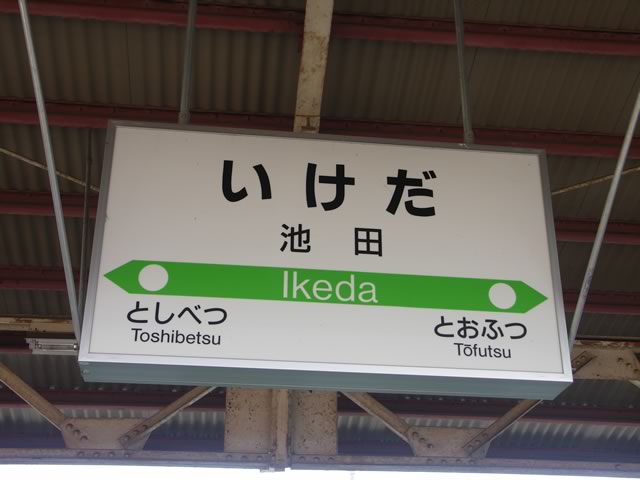 いけだ
池田
Ikeda
としべつ
Toshibetsu
とおふつ
Tōfutsu